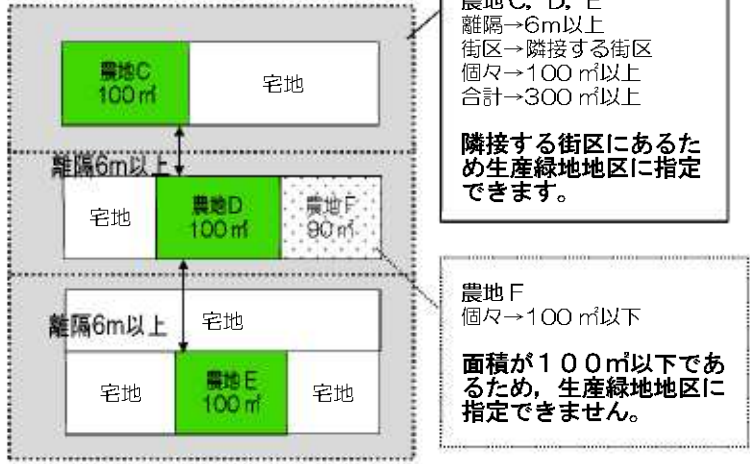 農地C，D，E
離隔→6m以上
街区→隣接する街区
個々→100㎡以上
合計→300㎡以上
隣接する街区にあるた
め生産緑地地区に指定
できます。
農地C
100㎡
宅地
離隔6m以上
宅地
農地D
100㎡
農地F
90㎡
離隔6m以上
宅地
宅地
農地E
100㎡
宅地
農地F
個々→100㎡以下
面積が１００㎡以下であ
るため，生産緑地地区に
指定できません。